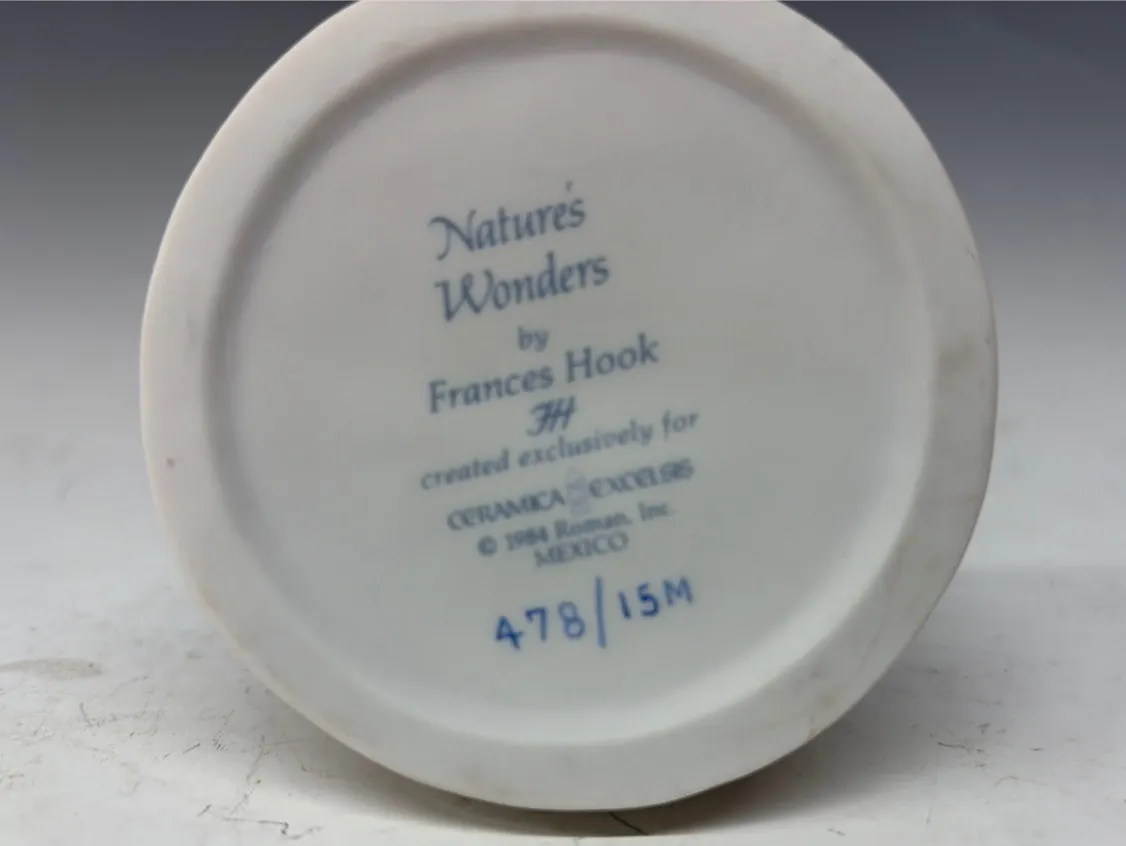 Nature's
Wonders
by
Frances Hook
FH
created exclusively for
CERAMICA EXCELSIS
© 1984 Roman, Inc.
MEXICO
478/15M